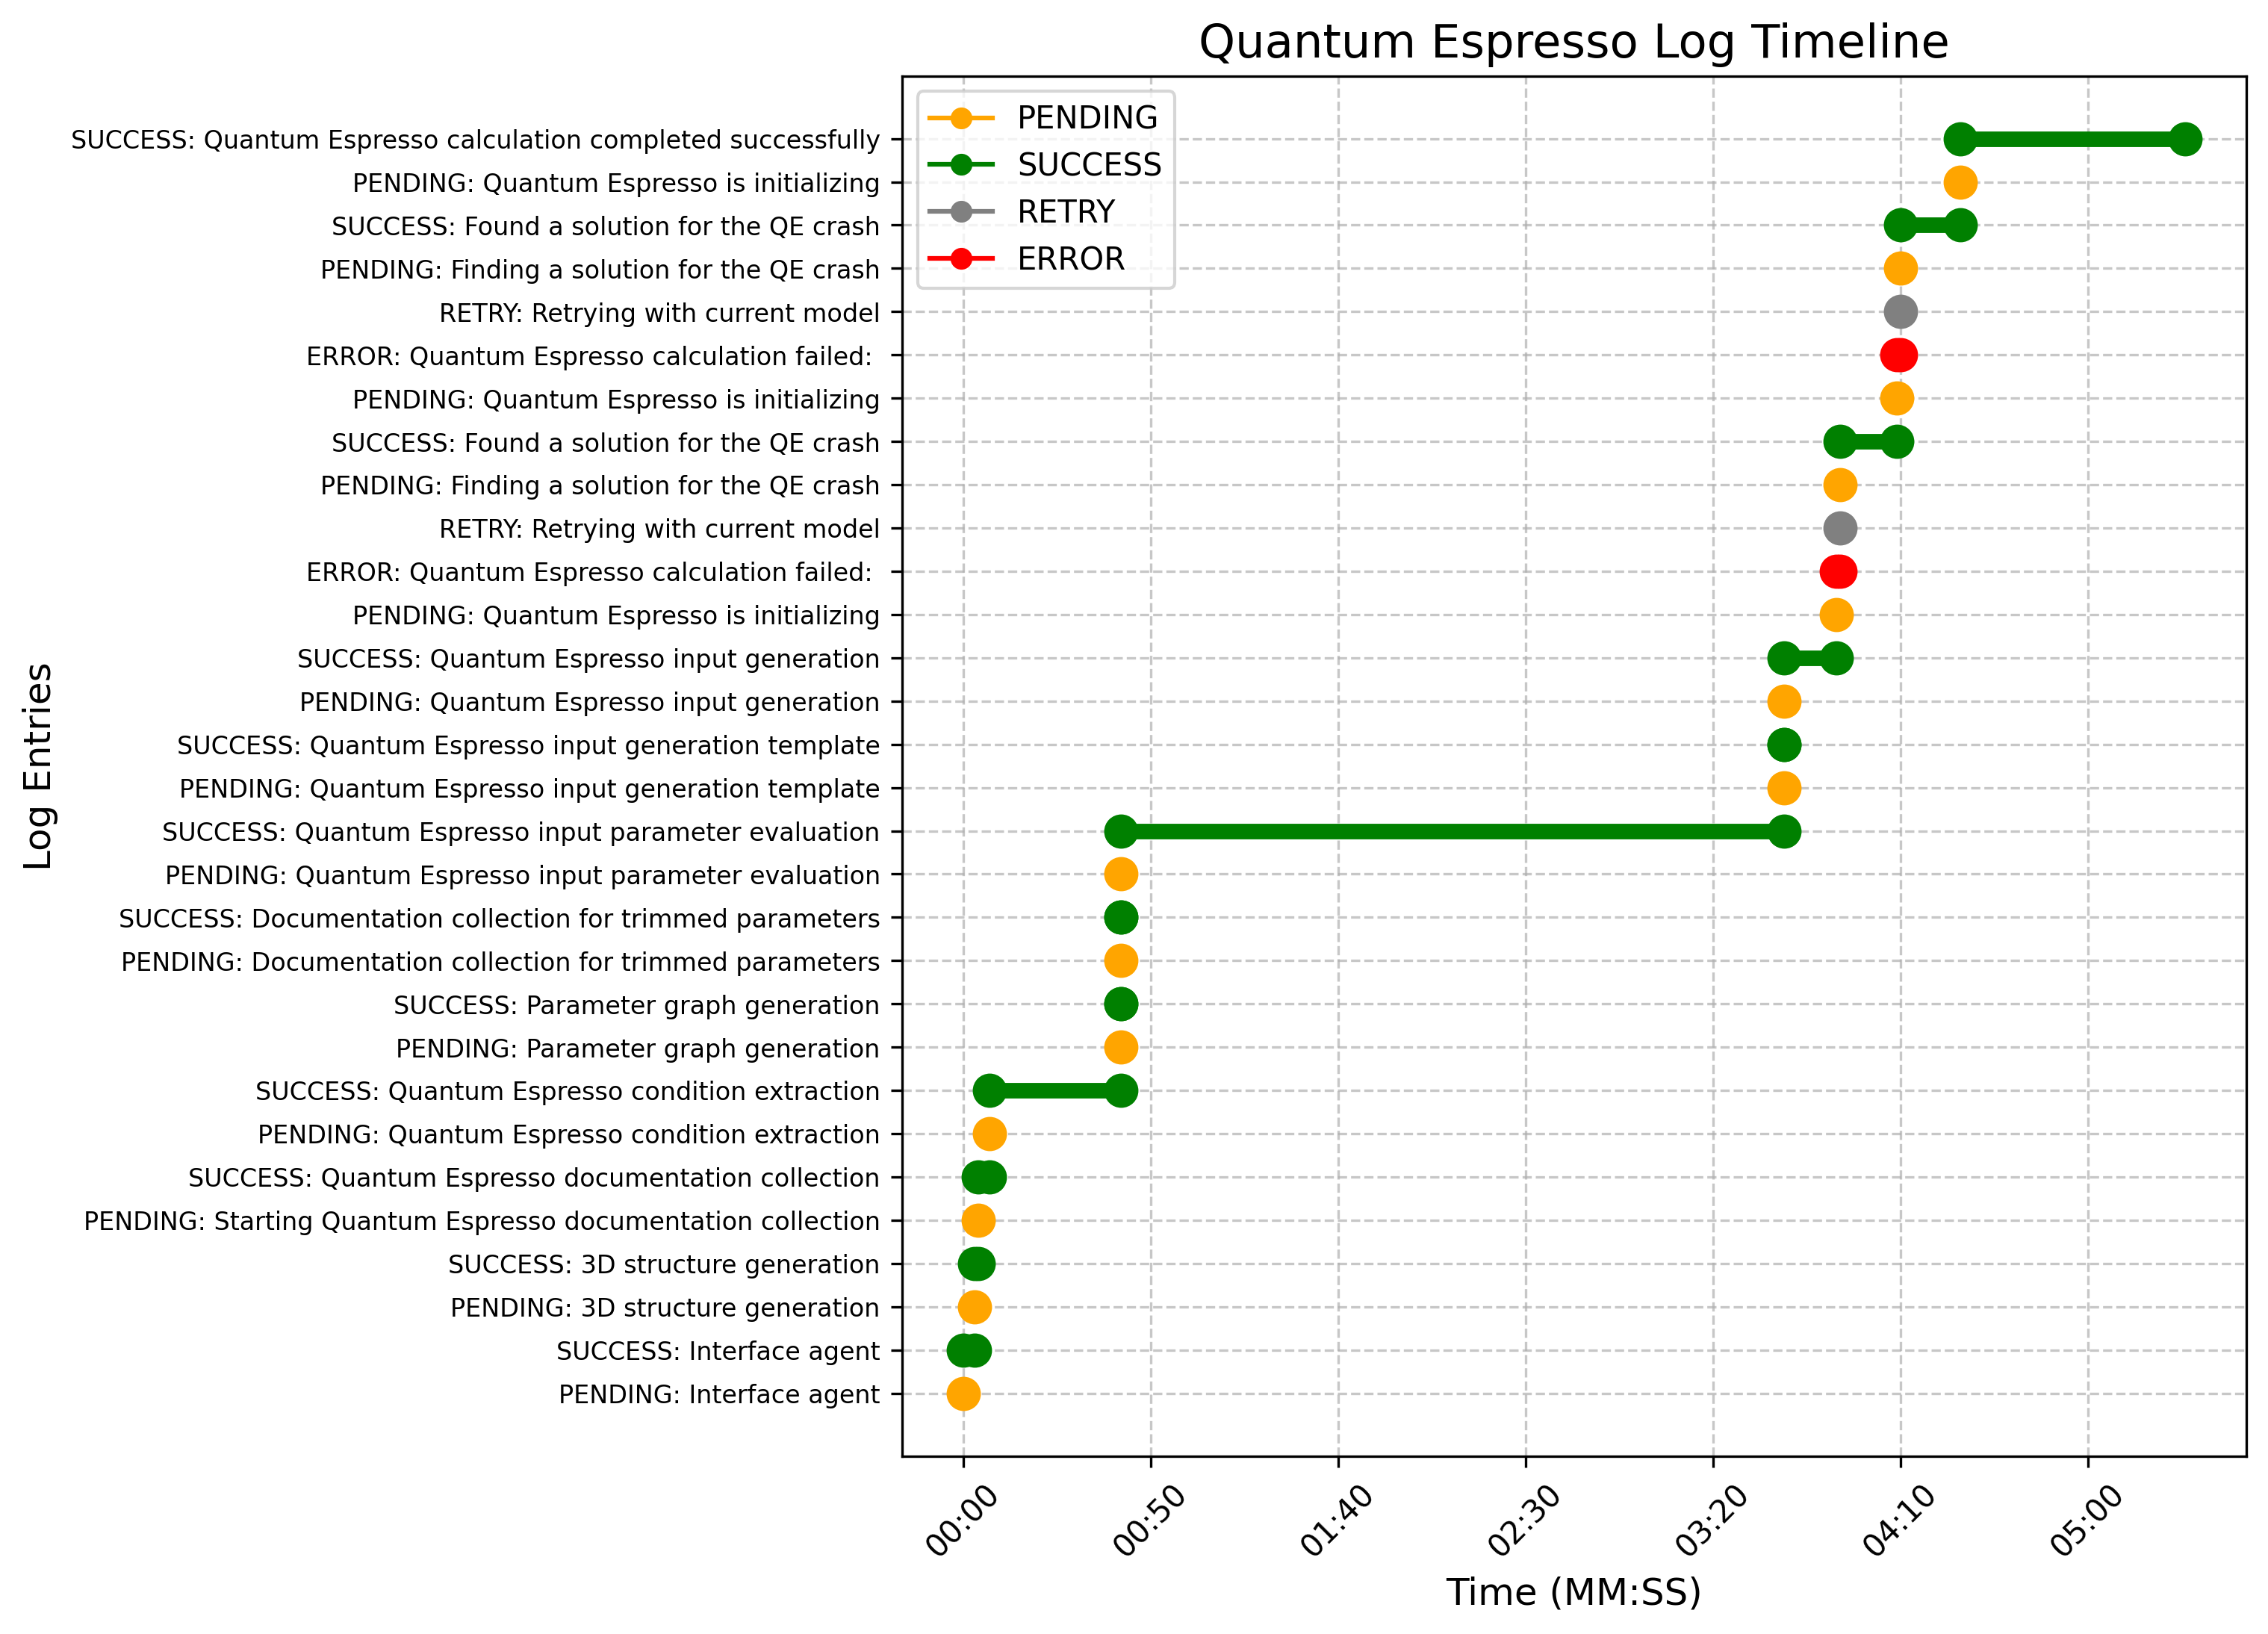 Quantum Espresso Log Timeline
PENDING
SUCCESS
RETRY
ERROR
SUCCESS: Quantum Espresso calculation completed successfully
PENDING: Quantum Espresso is initializing
SUCCESS: Found a solution for the QE crash
PENDING: Finding a solution for the QE crash
RETRY: Retrying with current model
ERROR: Quantum Espresso calculation failed:
PENDING: Quantum Espresso is initializing
SUCCESS: Found a solution for the QE crash
PENDING: Finding a solution for the QE crash
RETRY: Retrying with current model
ERROR: Quantum Espresso calculation failed:
PENDING: Quantum Espresso is initializing
SUCCESS: Quantum Espresso input generation
PENDING: Quantum Espresso input generation
SUCCESS: Quantum Espresso input generation template
PENDING: Quantum Espresso input generation template
SUCCESS: Quantum Espresso input parameter evaluation
PENDING: Quantum Espresso input parameter evaluation
SUCCESS: Documentation collection for trimmed parameters
PENDING: Documentation collection for trimmed parameters
SUCCESS: Parameter graph generation
PENDING: Parameter graph generation
SUCCESS: Quantum Espresso condition extraction
PENDING: Quantum Espresso condition extraction
SUCCESS: Quantum Espresso documentation collection
PENDING: Starting Quantum Espresso documentation collection
SUCCESS: 3D structure generation
PENDING: 3D structure generation
SUCCESS: Interface agent
PENDING: Interface agent
Log Entries
00:00
00:50
01:40
02:30
03:20
04:10
05:00
Time (MM:SS)